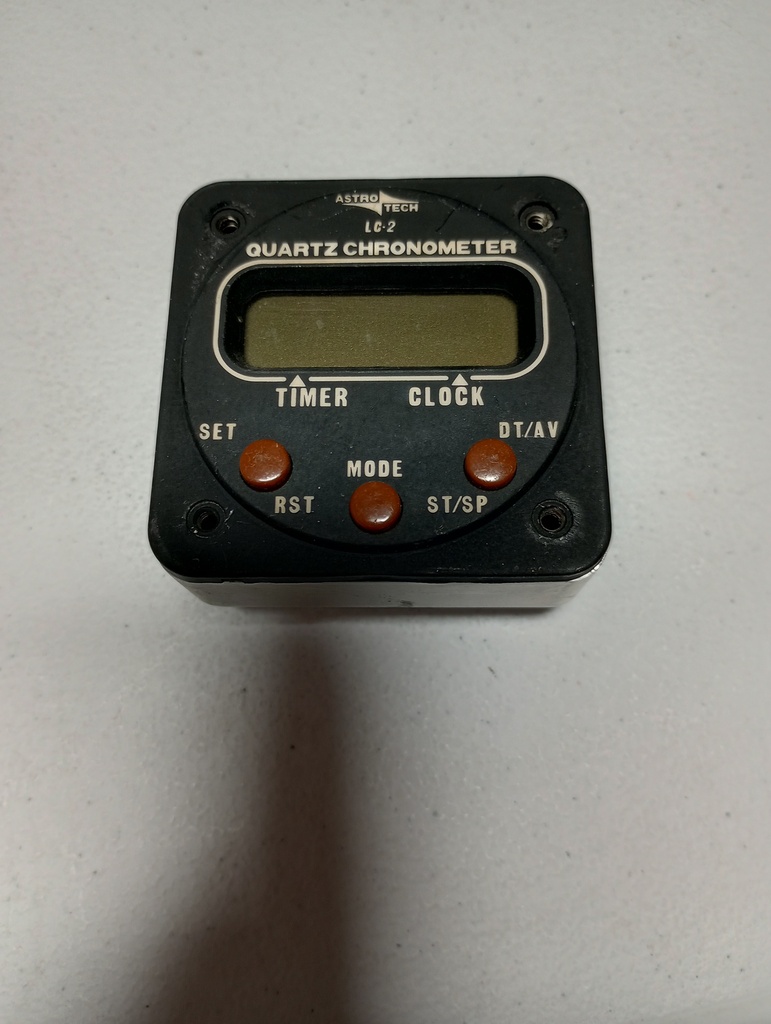 ASTRO TECH
LC-2
QUARTZ CHRONOMETER
TIMER CLOCK
SET DT/AV
MODE
RST ST/SP